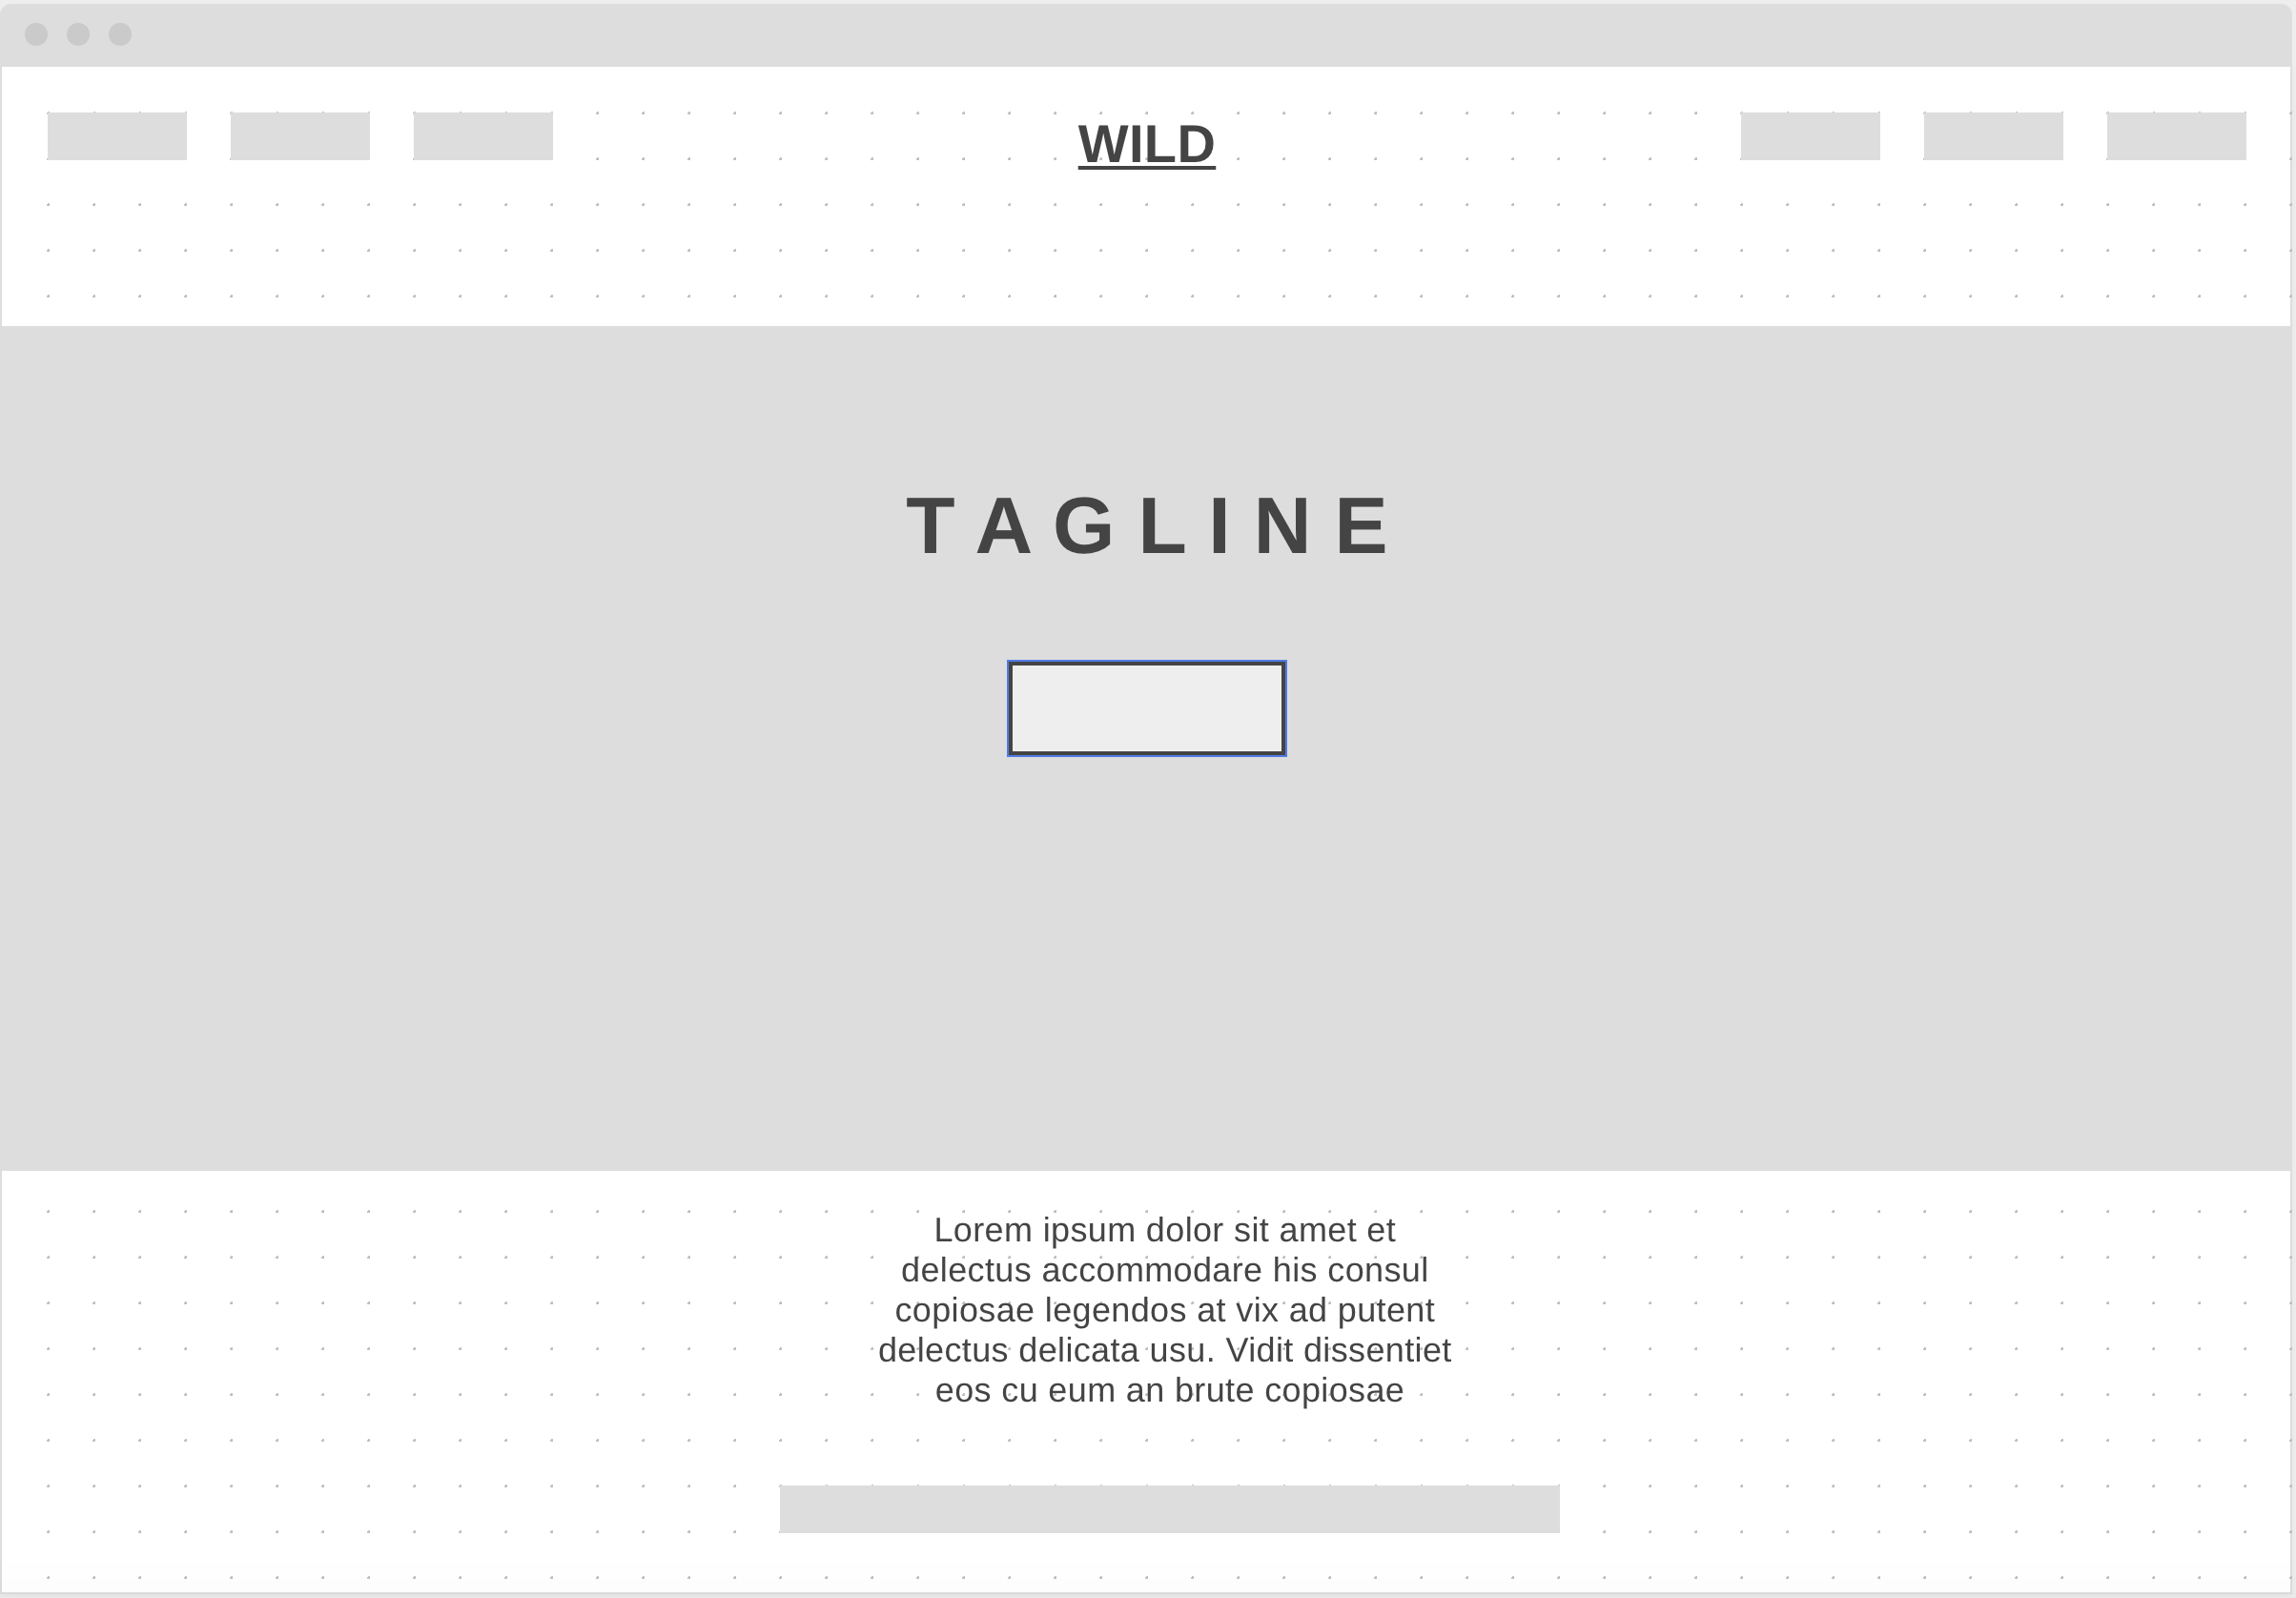 WILD
TAGLINE
Lorem ipsum dolor sit amet et
delectus accommodare his consul
copiosae legendos at vix ad putent
delectus delicata usu. Vidit dissentiet
eos cu eum an brute copiosae